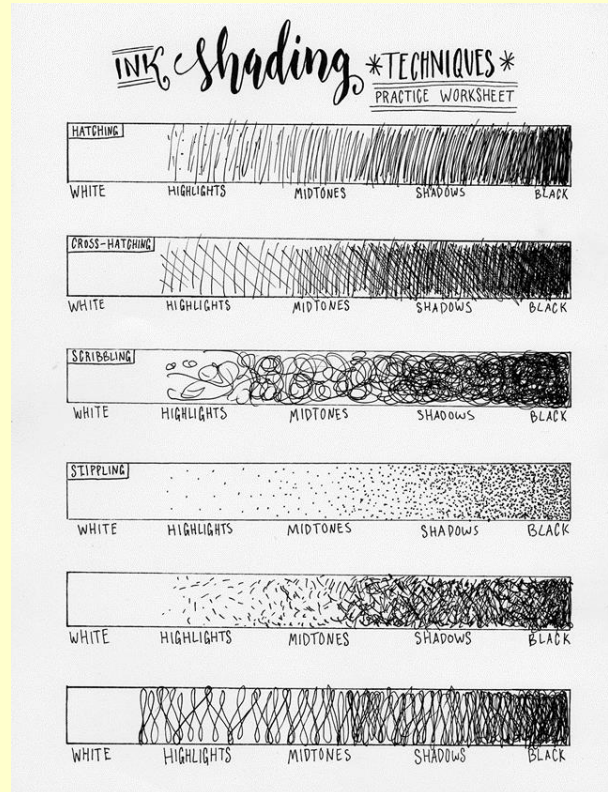 INK shading *TECHNIQUES*
PRACTICE WORKSHEET
HATCHING
WHITE HIGHLIGHTS MIDTONES SHADOWS BLACK
CROSS-HATCHING
WHITE HIGHLIGHTS MIDTONES SHADOWS BLACK
SCRIBBLING
WHITE HIGHLIGHTS MIDTONES SHADOWS BLACK
STIPPLING
WHITE HIGHLIGHTS MIDTONES SHADOWS BLACK
WHITE HIGHLIGHTS MIDTONES SHADOWS BLACK
WHITE HIGHLIGHTS MIDTONES SHADOWS BLACK